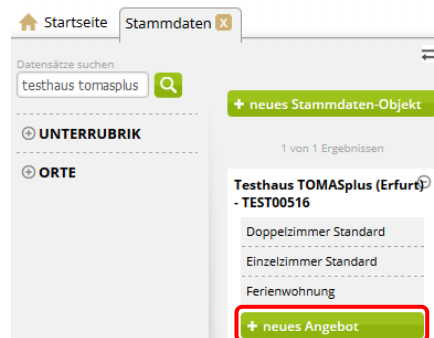 Startseite
Stammdaten x
Datensätze suchen
testhaus tomasplus
+ UNTERRUBRIK
+ ORTE
+ neues Stammdaten-Objekt
1 von 1 Ergebnissen
Testhaus TOMASplus (Erfurt)
- TEST00516
Doppelzimmer Standard
Einzelzimmer Standard
Ferienwohnung
+ neues Angebot